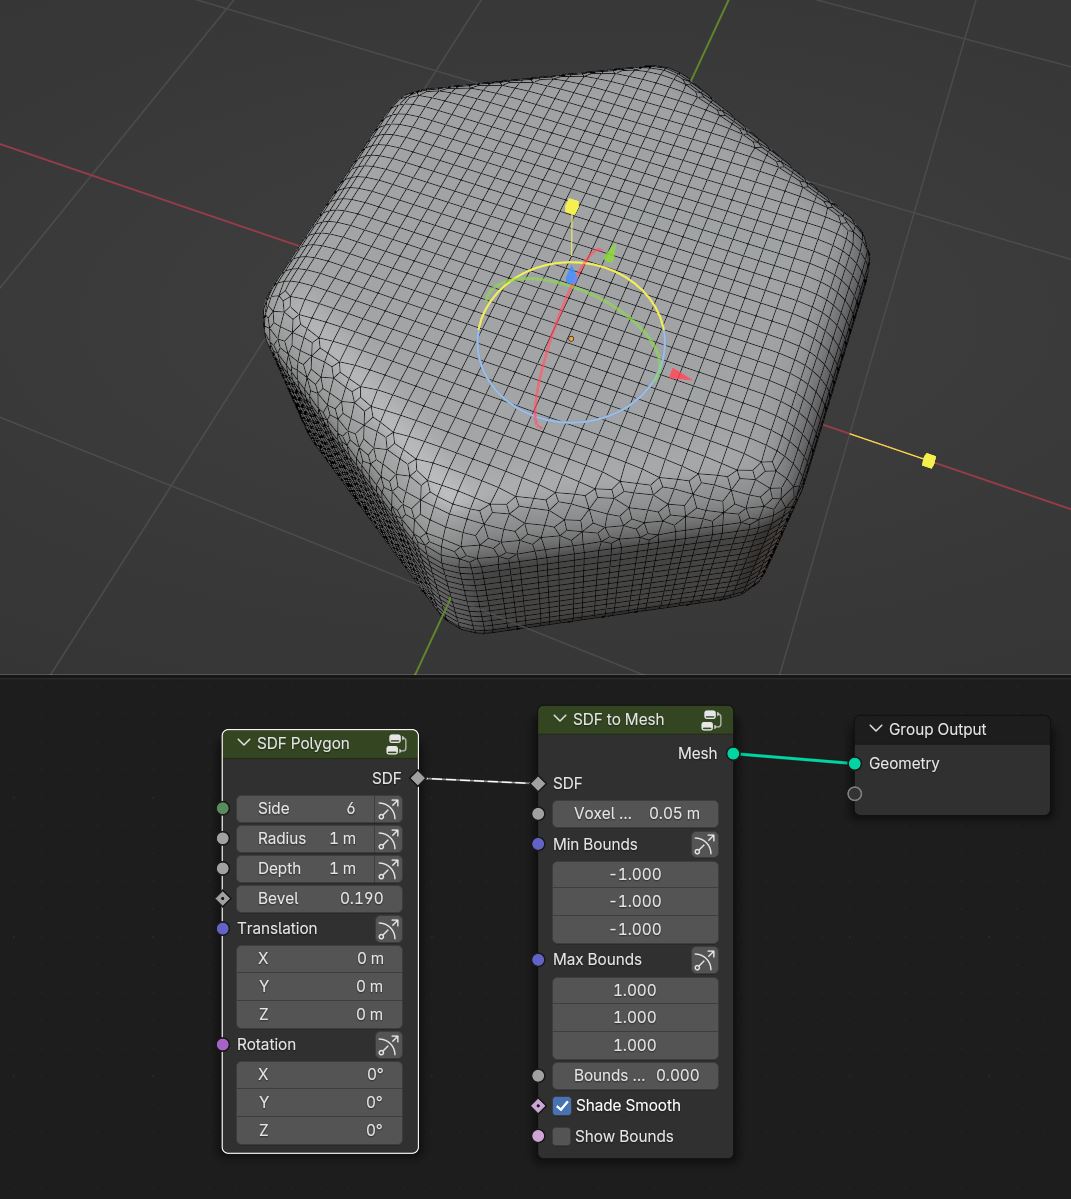 SDF Polygon
SDF
Side 6
Radius 1 m
Depth 1 m
Bevel 0.190
Translation
X 0 m
Y 0 m
Z 0 m
Rotation
X 0°
Y 0°
Z 0°
SDF to Mesh
Mesh
SDF
Voxel ... 0.05 m
Min Bounds
-1.000
-1.000
-1.000
Max Bounds
1.000
1.000
1.000
Bounds ... 0.000
Shade Smooth
Show Bounds
Group Output
Geometry